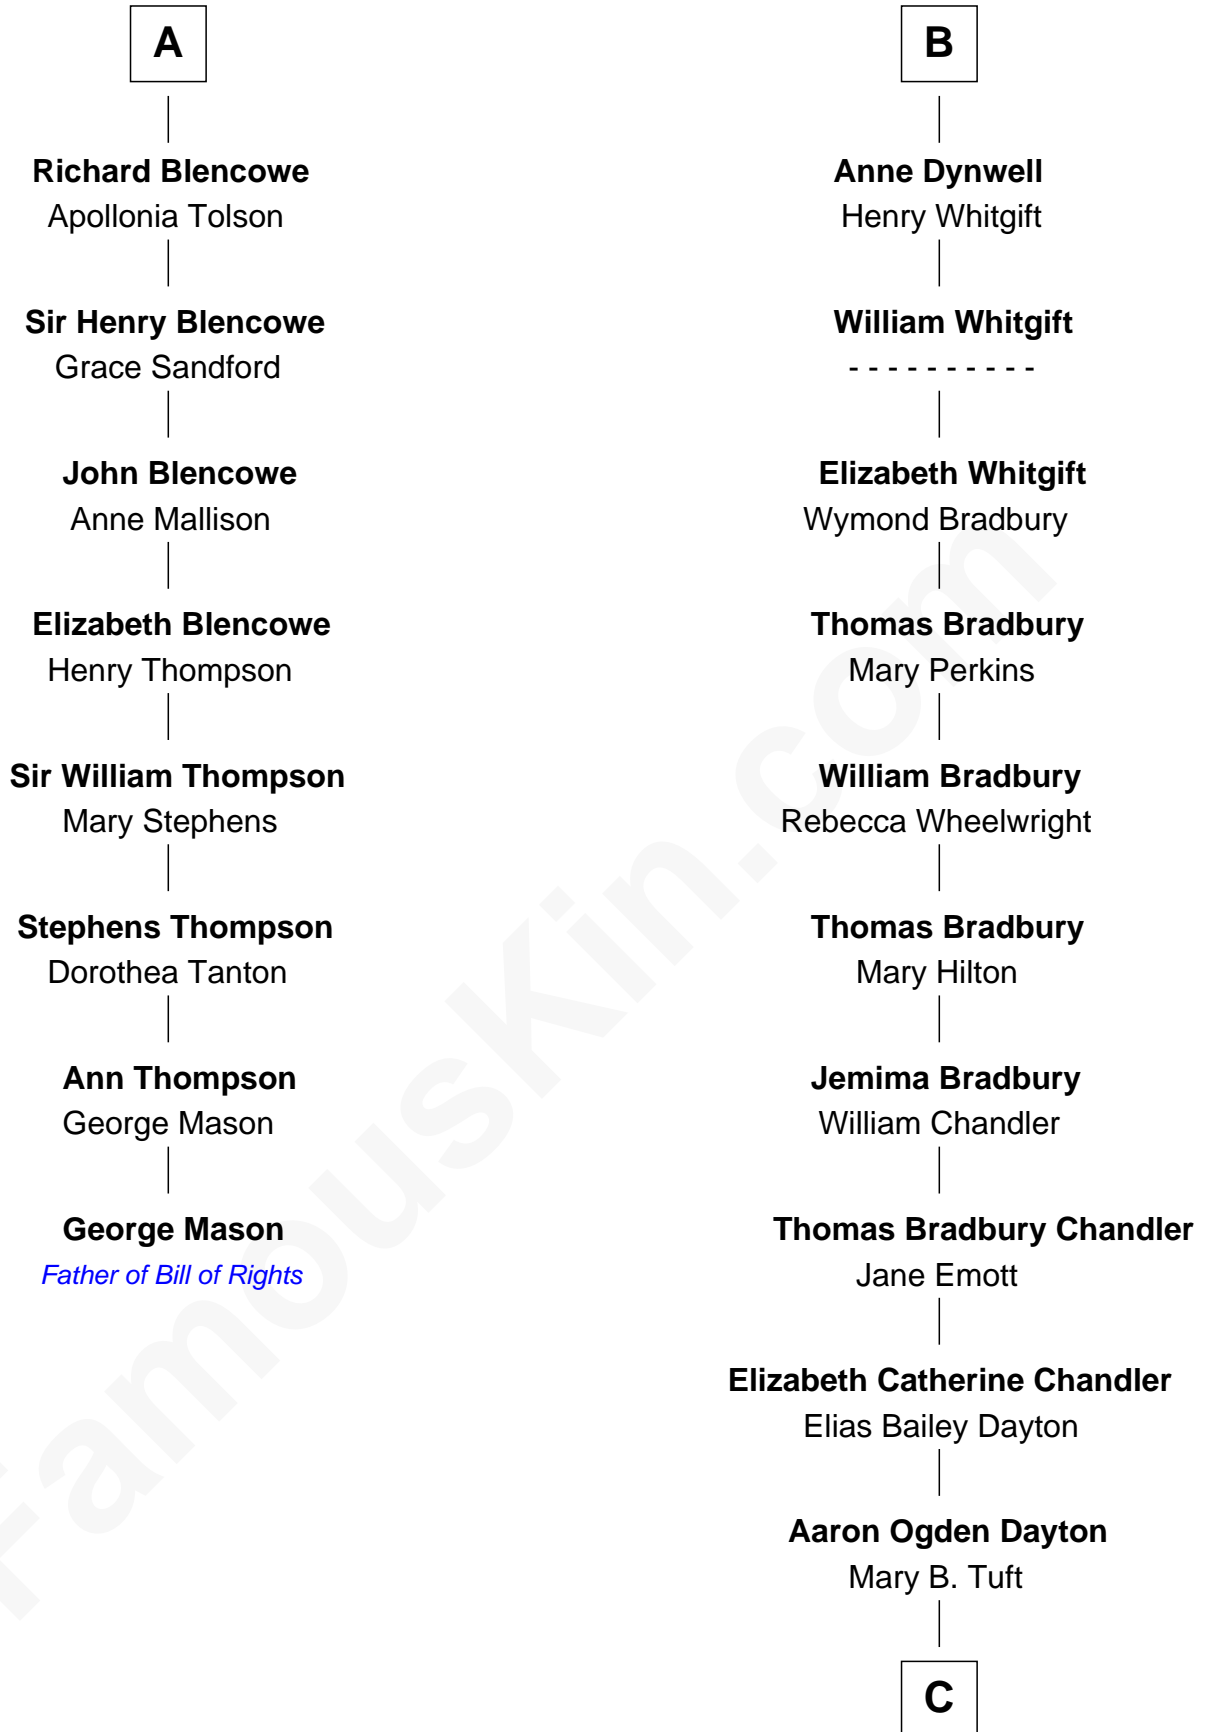 A
Richard Blencowe
Apollonia Tolson
Sir Henry Blencowe
Grace Sandford
John Blencowe
Anne Mallison
Elizabeth Blencowe
Henry Thompson
Sir William Thompson
Mary Stephens
Stephens Thompson
Dorothea Tanton
Ann Thompson
George Mason
George Mason
Father of Bill of Rights
B
Anne Dynwell
Henry Whitgift
William Whitgift
- - - - - - - - - -
Elizabeth Whitgift
Wymond Bradbury
Thomas Bradbury
Mary Perkins
William Bradbury
Rebecca Wheelwright
Thomas Bradbury
Mary Hilton
Jemima Bradbury
William Chandler
Thomas Bradbury Chandler
Jane Emott
Elizabeth Catherine Chandler
Elias Bailey Dayton
Aaron Ogden Dayton
Mary B. Tuft
C
FamousKin.com